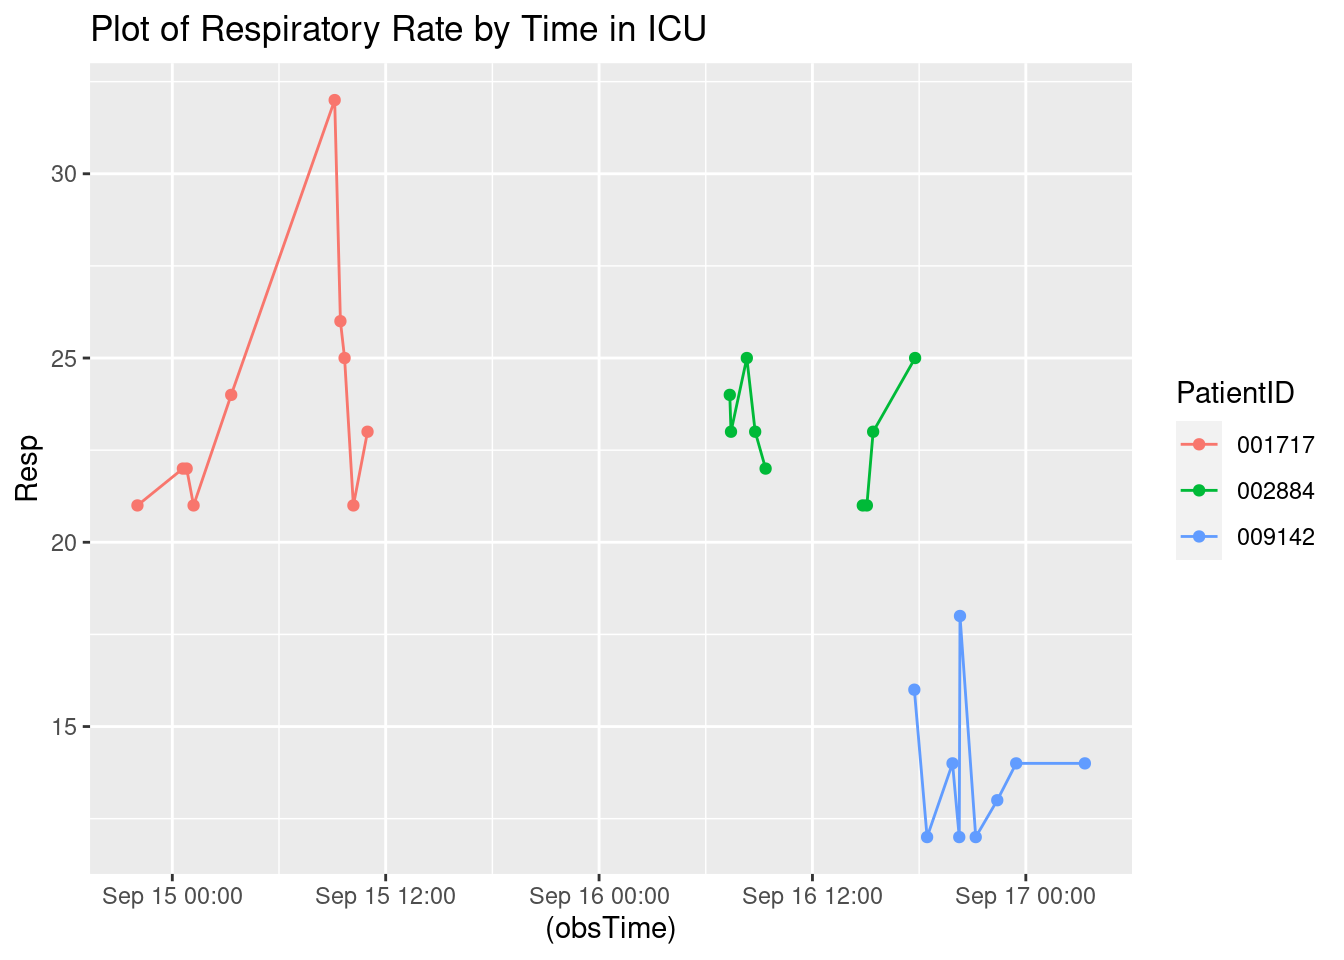 Plot of Respiratory Rate by Time in ICU
Resp
30
25
20
15
Sep 15 00:00
Sep 15 12:00
Sep 16 00:00
Sep 16 12:00
Sep 17 00:00
(obsTime)
PatientID
001717
002884
009142